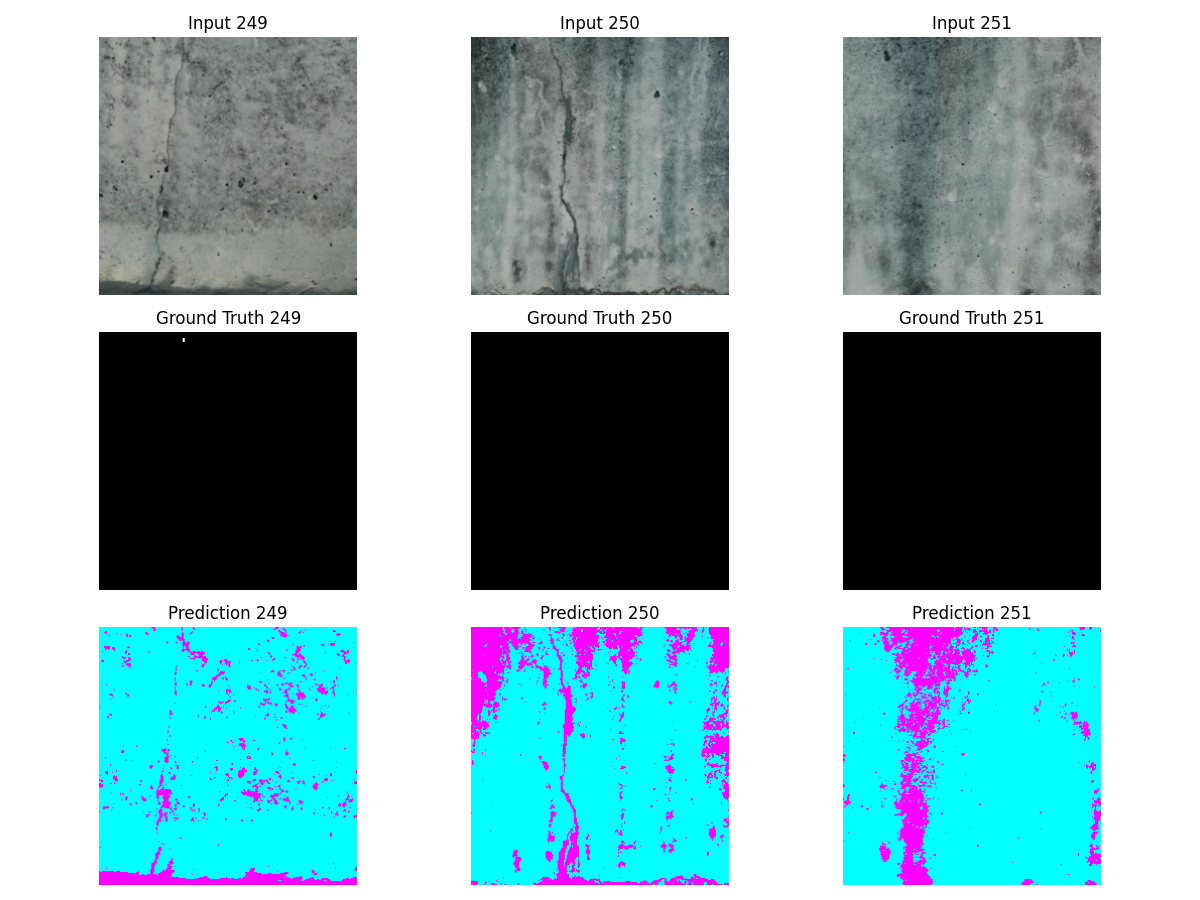 Input 249
Input 250
Input 251
Ground Truth 249
Ground Truth 250
Ground Truth 251
Prediction 249
Prediction 250
Prediction 251